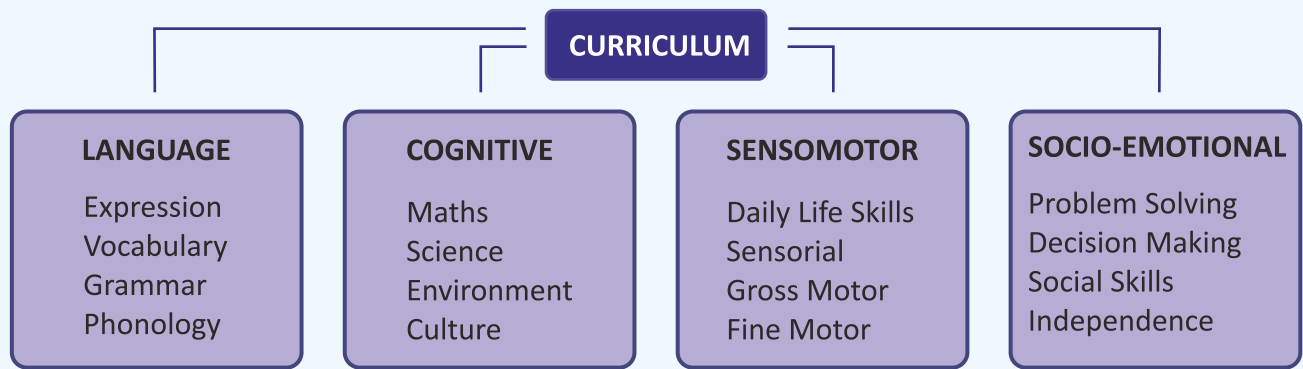 CURRICULUM
LANGUAGE
Expression
Vocabulary
Grammar
Phonology
COGNITIVE
Maths
Science
Environment
Culture
SENSOMOTOR
Daily Life Skills
Sensorial
Gross Motor
Fine Motor
SOCIO-EMOTIONAL
Problem Solving
Decision Making
Social Skills
Independence